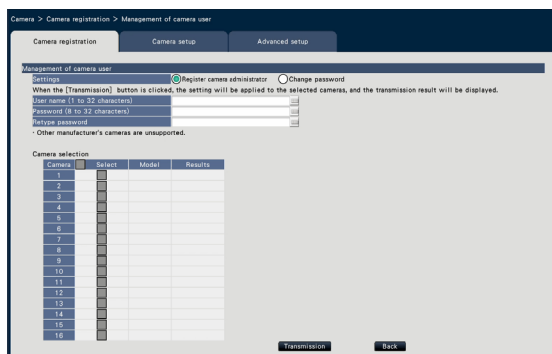 Camera > Camera registration > Management of camera user
Camera registration Camera setup Advanced setup
Management of camera user
Settings Register camera administrator Change password
When the [Transmission] button is clicked, the setting will be applied to the selected cameras, and the transmission result will be displayed.
User name (1 to 32 characters)
Password (8 to 32 characters)
Retype password
・Other manufacturer's cameras are unsupported.
Camera selection
Camera Select Model Results
1
2
3
4
5
6
7
8
9
10
11
12
13
14
15
16
Transmission Back